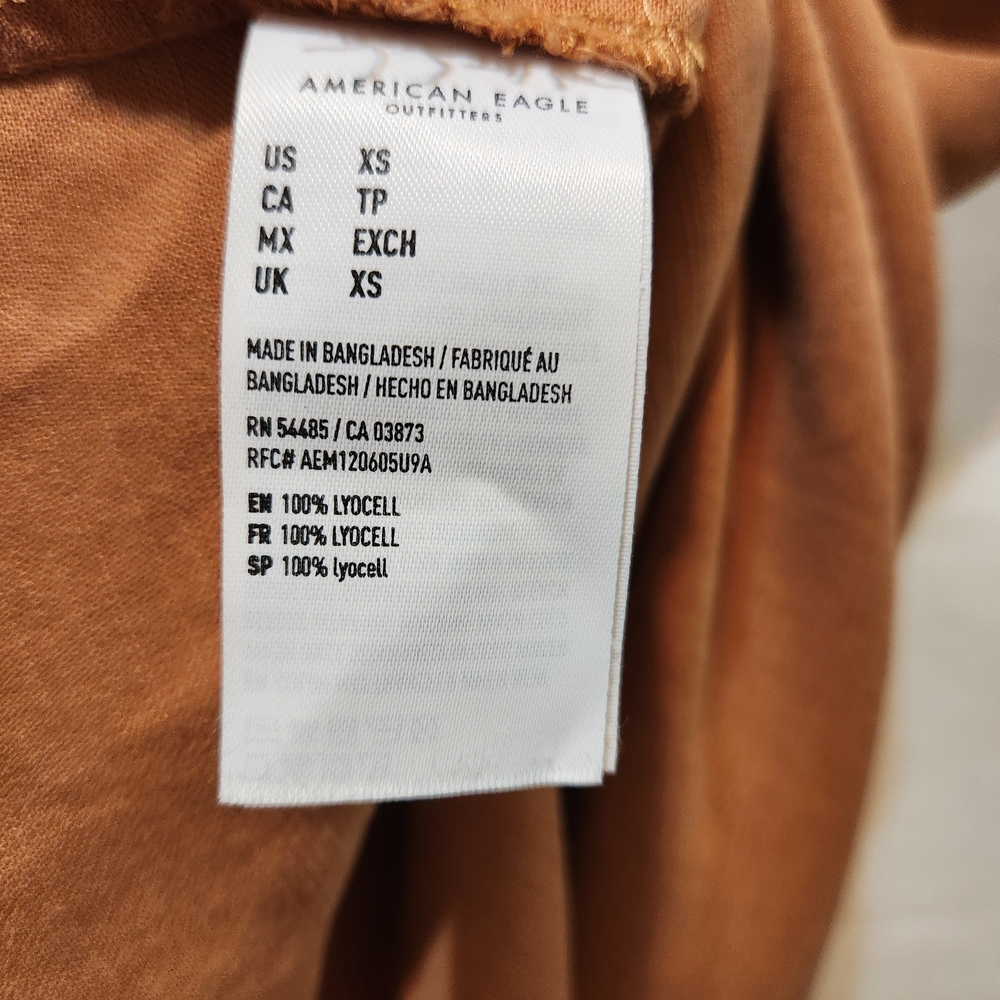 AMERICAN EAGLE
OUTFITTERS
US XS
CA TP
MX EXCH
UK XS
MADE IN BANGLADESH / FABRIQUÉ AU
BANGLADESH / HECHO EN BANGLADESH
RN 54485 / CA 03873
RFC# AEM120605U9A
EN 100% LYOCELL
FR 100% LYOCELL
SP 100% lyocell